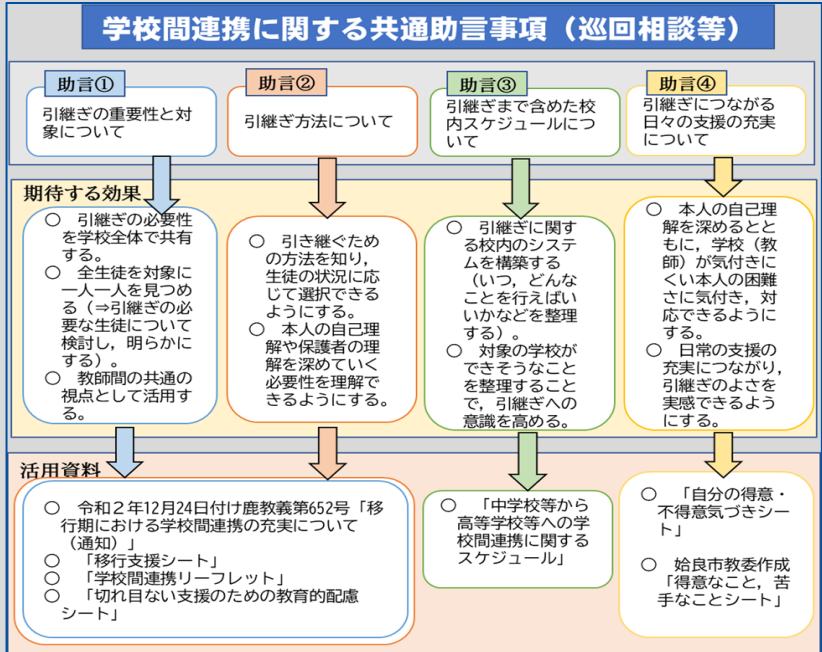 学校間連携に関する共通助言事項（巡回相談等）
助言①
引継ぎの重要性と対
象について
助言②
引継ぎ方法について
助言③
引継ぎまで含めた校
内スケジュールにつ
いて
助言④
引継ぎにつながる
日々の支援の充実
について
期待する効果
○　引継ぎの必要性
を学校全体で共有
する。
○　全生徒を対象に
一人一人を見つめ
る（⇒引継ぎの必
要な生徒について
検討し，明らかに
する）。
○　教師間の共通の
視点として活用す
る。
○　引き継ぐため
の方法を知り，
生徒の状況に応
じて選択できる
ようにする。
○　本人の自己理
解や保護者の理
解を深めていく
必要性を理解で
きるようにする。
○　引継ぎに関す
る校内のシステ
ムを構築する
（いつ，どんな
ことを行えばい
いかなどを整理
する）。
○　対象の学校が
できそうなこと
を整理すること
で，引継ぎへの
意識を高める。
○　本人の自己理
解を深めるとと
もに，学校（教
師）が気付きに
くい本人の困難
さに気付き，対
応できるように
する。
○　日常の支援の
充実につながり，
引継ぎのよさを
実感できるよう
にする。
活用資料
○　令和２年12月24日付け鹿教義第652号「移
行期における学校間連携の充実について
（通知）」
○　「移行支援シート」
○　「学校間連携リーフレット」
○　「切れ目ない支援のための教育的配慮
シート」
○　「中学校等から
高等学校等への学
校間連携に関する
スケジュール」
○　「自分の得意・
不得意気づきシー
ト」
○　姶良市教委作成
「得意なこと，苦
手なことシート」